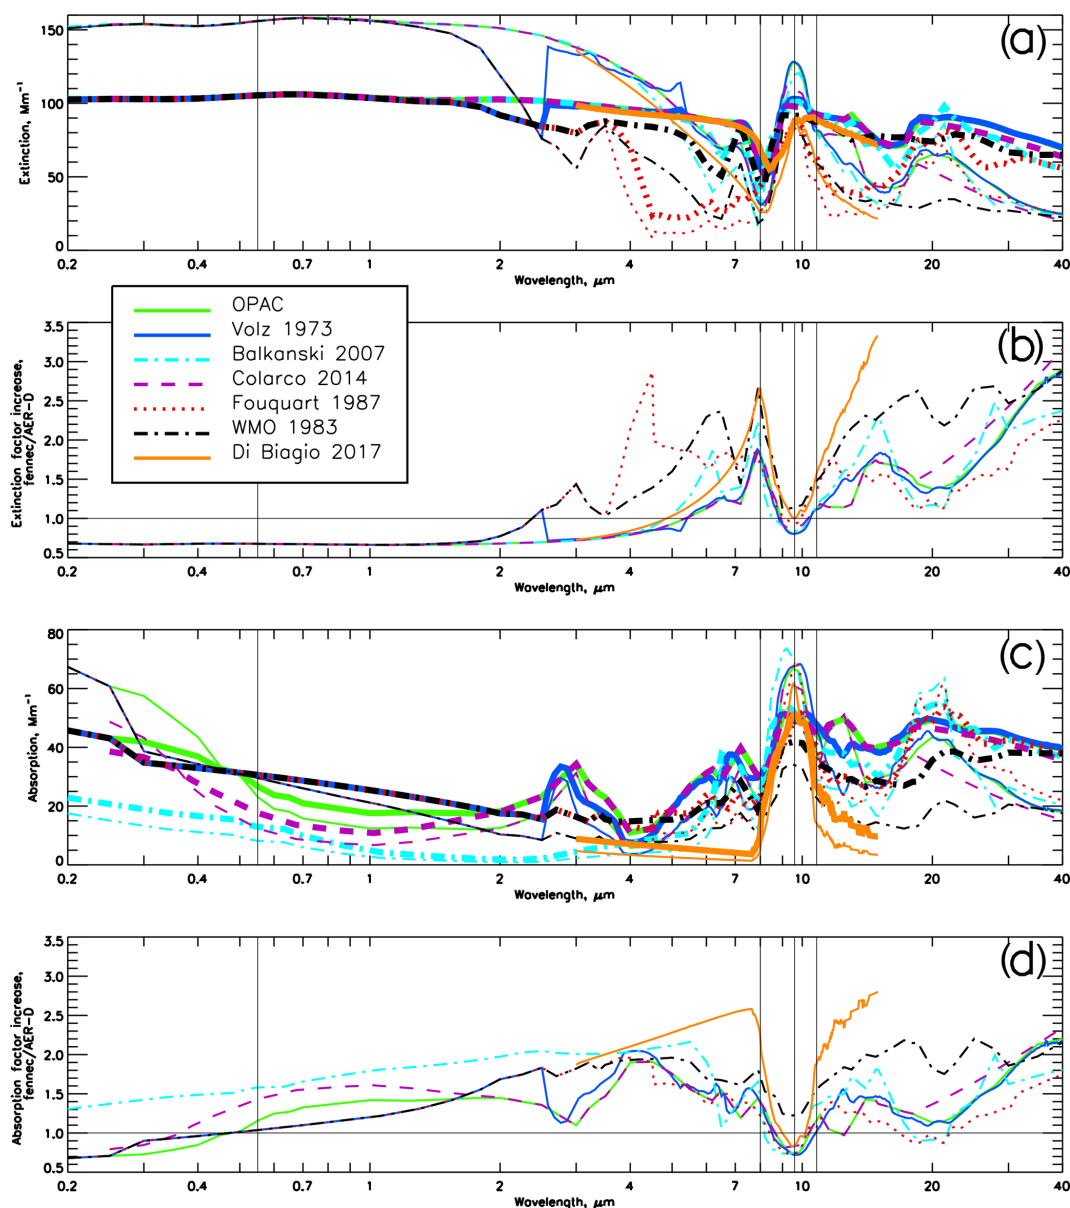 (a)
Extinction, Mm⁻¹
150
100
50
0
0.2 0.4 0.7 1 2 4 7 10 20 40
Wavelength, μm
OPAC
Volz 1973
Balkanski 2007
Colarco 2014
Fouquart 1987
WMO 1983
Di Biagio 2017
(b)
Extinction factor increase,
fennec/AER-D
3.5
3.0
2.5
2.0
1.5
1.0
0.5
0.2 0.4 0.7 1 2 4 7 10 20 40
Wavelength, μm
(c)
Absorption, Mm⁻¹
80
60
40
20
0
0.2 0.4 0.7 1 2 4 7 10 20 40
Wavelength, μm
(d)
Absorption factor increase,
fennec/AER-D
3.5
3.0
2.5
2.0
1.5
1.0
0.5
0.2 0.4 0.7 1 2 4 7 10 20 40
Wavelength, μm